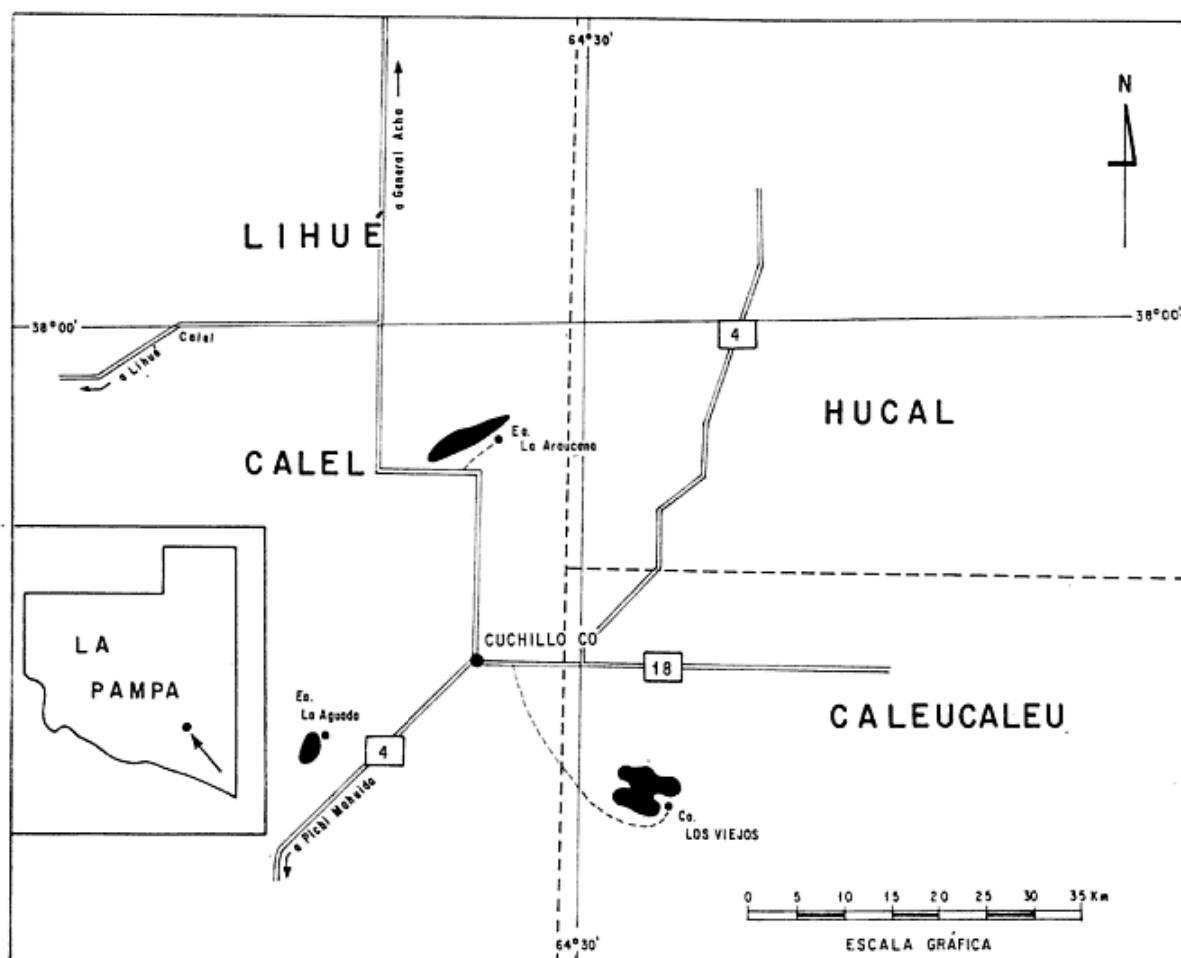 64°30'
N
a General Acha
LIHUÉ
38°00'
38°00'
Calel
a Lihué
4
HUCAL
Ea.
La Araucana
CALEL
LA
PAMPA
CUCHILLO CO
18
Ea.
La Aguada
4
CALEUCALEU
a Pichi Mahuida
Co.
LOS VIEJOS
0 5 10 15 20 25 30 35 Km
64°30'
ESCALA GRÁFICA